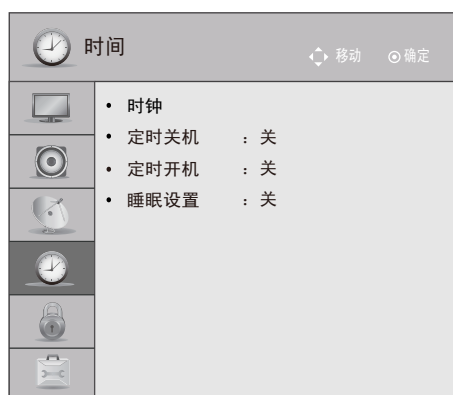 时间
移动 确定
• 时钟
• 定时关机 ：关
• 定时开机 ：关
• 睡眠设置 ：关